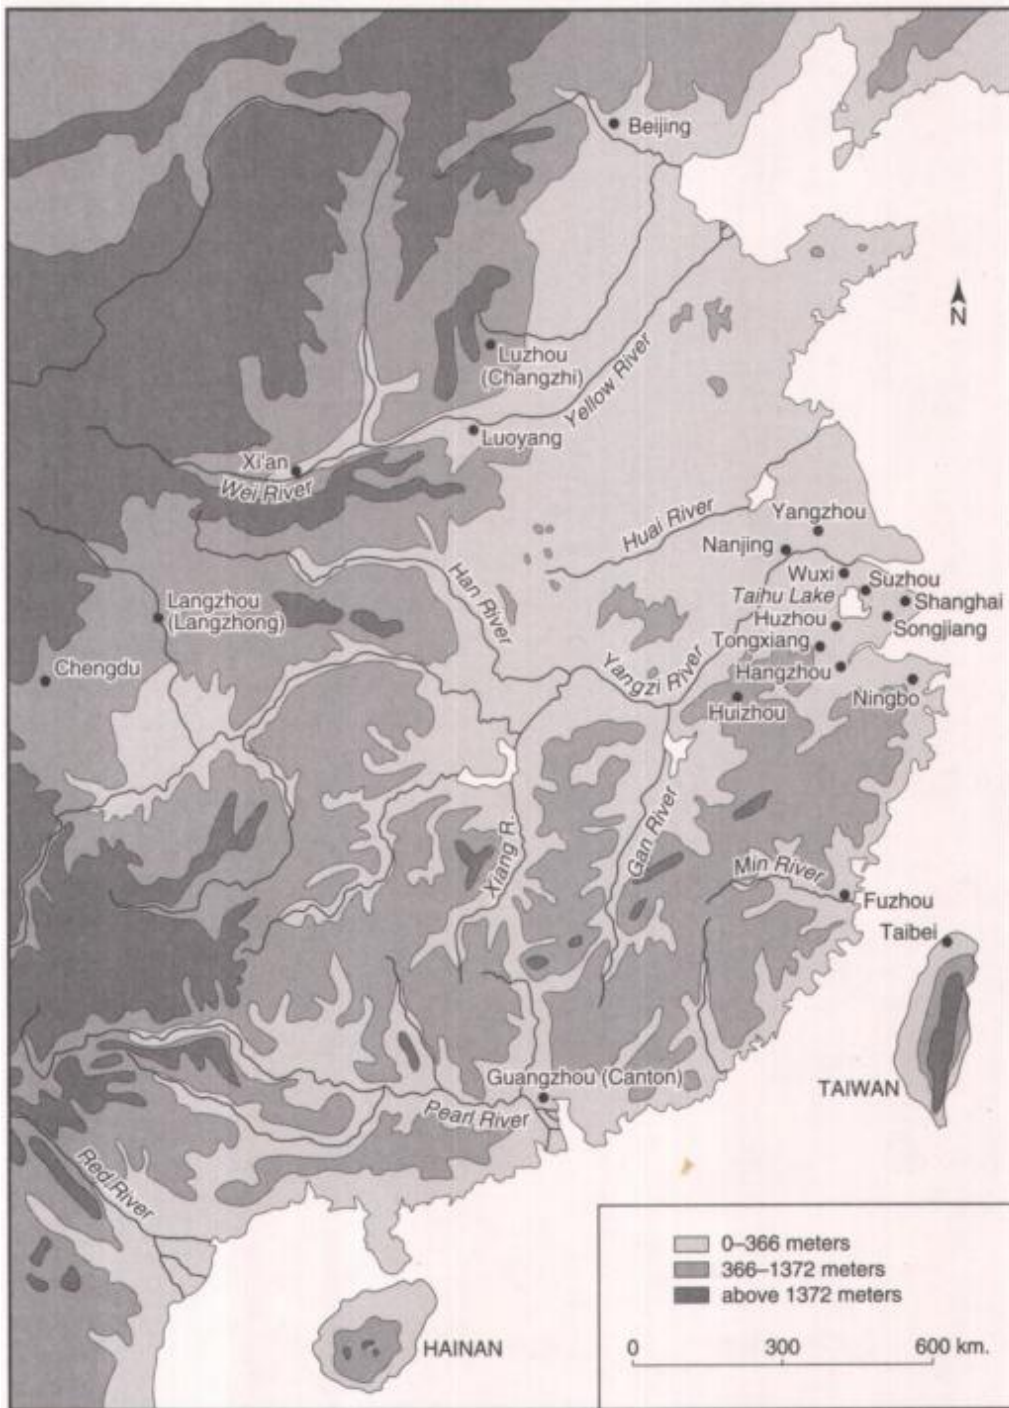 Beijing
N
Luzhou
(Changzhi)
Yellow River
Luoyang
Xi'an
Wei River
Huai River
Yangzhou
Nanjing
Wuxi
Suzhou
Taihu Lake
Shanghai
Huzhou
Songjiang
Tongxiang
Hangzhou
Ningbo
Huizhou
Han River
Langzhou
(Langzhong)
Chengdu
Yangzi River
Xiang R.
Gan River
Min River
Fuzhou
Taibei
TAIWAN
Guangzhou (Canton)
Pearl River
Red River
HAINAN
0–366 meters
366–1372 meters
above 1372 meters
0 300 600 km.